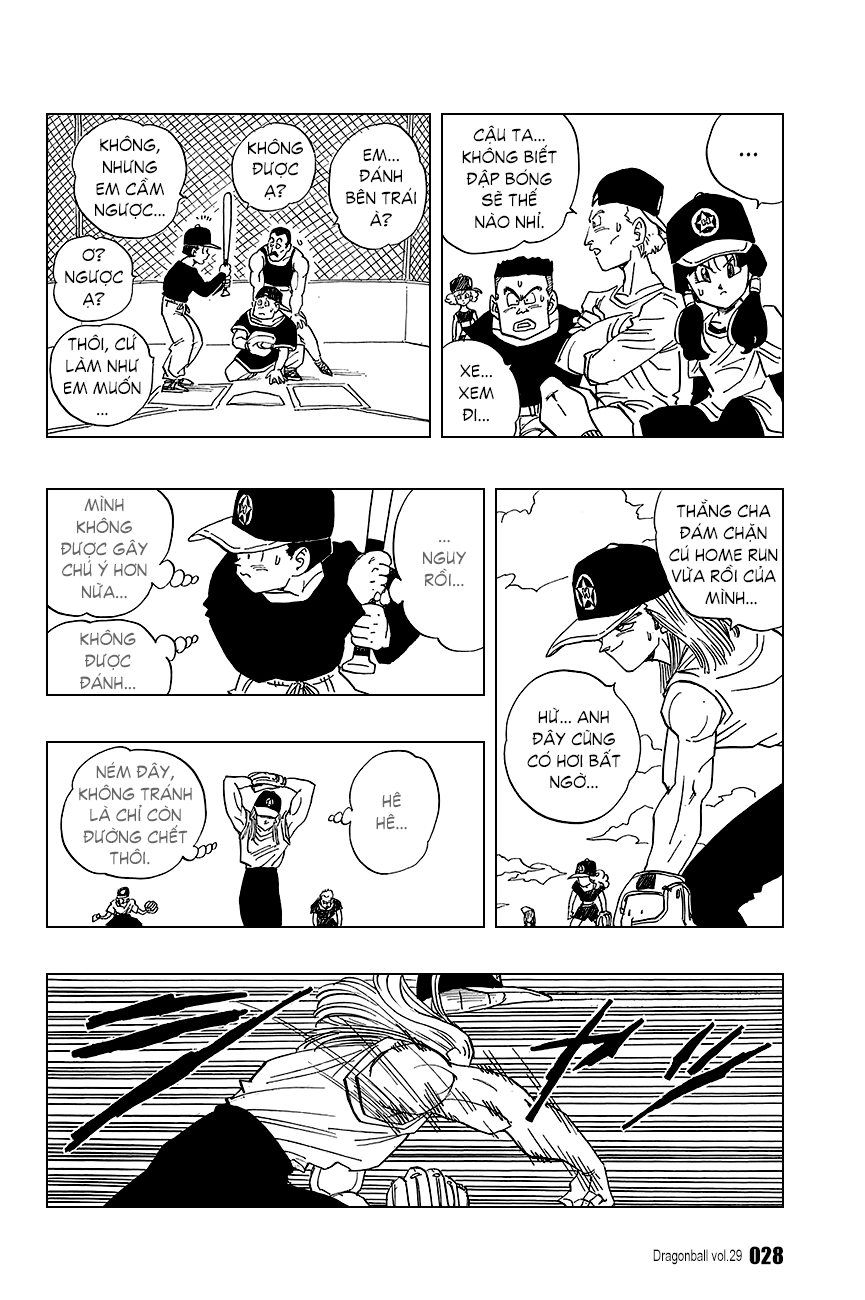 ...
CẬU TA...
KHÔNG BIẾT
ĐẬP BÓNG
SẼ THẾ
NÀO NHỈ.
XE...
XEM
ĐI...
EM...
ĐÁNH
BÊN TRÁI
À?
KHÔNG
ĐƯỢC
Ạ?
KHÔNG,
NHƯNG
EM CẦM
NGƯỢC...
Ơ?
NGƯỢC
Ạ?
THÔI, CỨ
LÀM NHƯ
EM MUỐN
...
THẰNG CHA
DÁM CHẶN
CÚ HOME RUN
VỪA RỒI CỦA
MÌNH...
HỪ... ANH
ĐÂY CŨNG
CÓ HƠI BẤT
NGỜ...
...
NGUY
RỒI...
MÌNH
KHÔNG
ĐƯỢC GÂY
CHÚ Ý HƠN
NỮA...
KHÔNG
ĐƯỢC
ĐÁNH...
HÊ
HÊ...
NÉM ĐÂY,
KHÔNG TRÁNH
LÀ CHỈ CÒN
ĐƯỜNG CHẾT
THÔI.
Dragonball vol.29 028